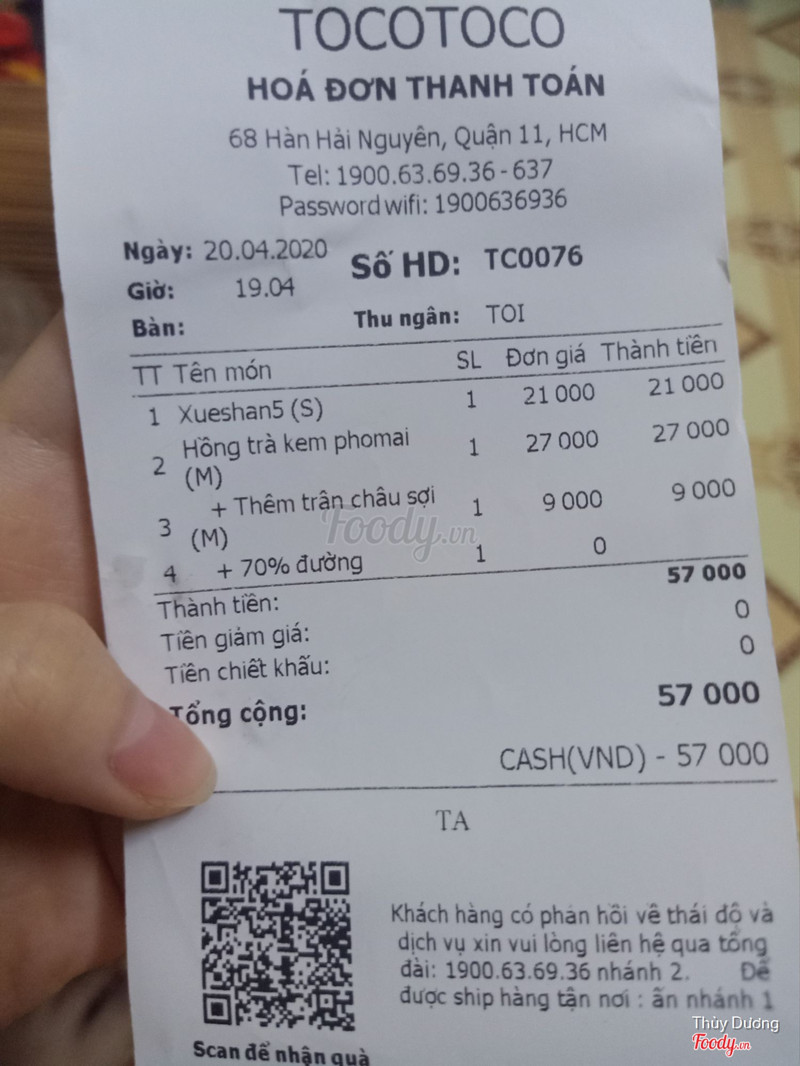 TOCOTOCO
HOÁ ĐƠN THANH TOÁN
68 Hàn Hải Nguyên, Quận 11, HCM
Tel: 1900.63.69.36 - 637
Password wifi: 1900636936
Ngày: 20.04.2020 Số HD: TC0076
Giờ: 19.04
Bàn: Thu ngân: TOI
TT Tên món SL Đơn giá Thành tiền
1 Xueshan5 (S) 1 21 000 21 000
2 Hồng trà kem phomai 1 27 000 27 000
(M)
3 + Thêm trân châu sợi 1 9 000 9 000
(M)
4 + 70% đường 1 0
Thành tiền: 57 000
Tiền giảm giá: 0
Tiền chiết khấu: 0
Tổng cộng: 57 000
CASH(VND) - 57 000
TA
Khách hàng có phản hồi về thái độ và
dịch vụ xin vui lòng liên hệ qua tổng
đài: 1900.63.69.36 nhánh 2. Để
được ship hàng tận nơi : ấn nhánh 1
Scan để nhận quà
Foody.vn
Thùy Dương
Foody.vn